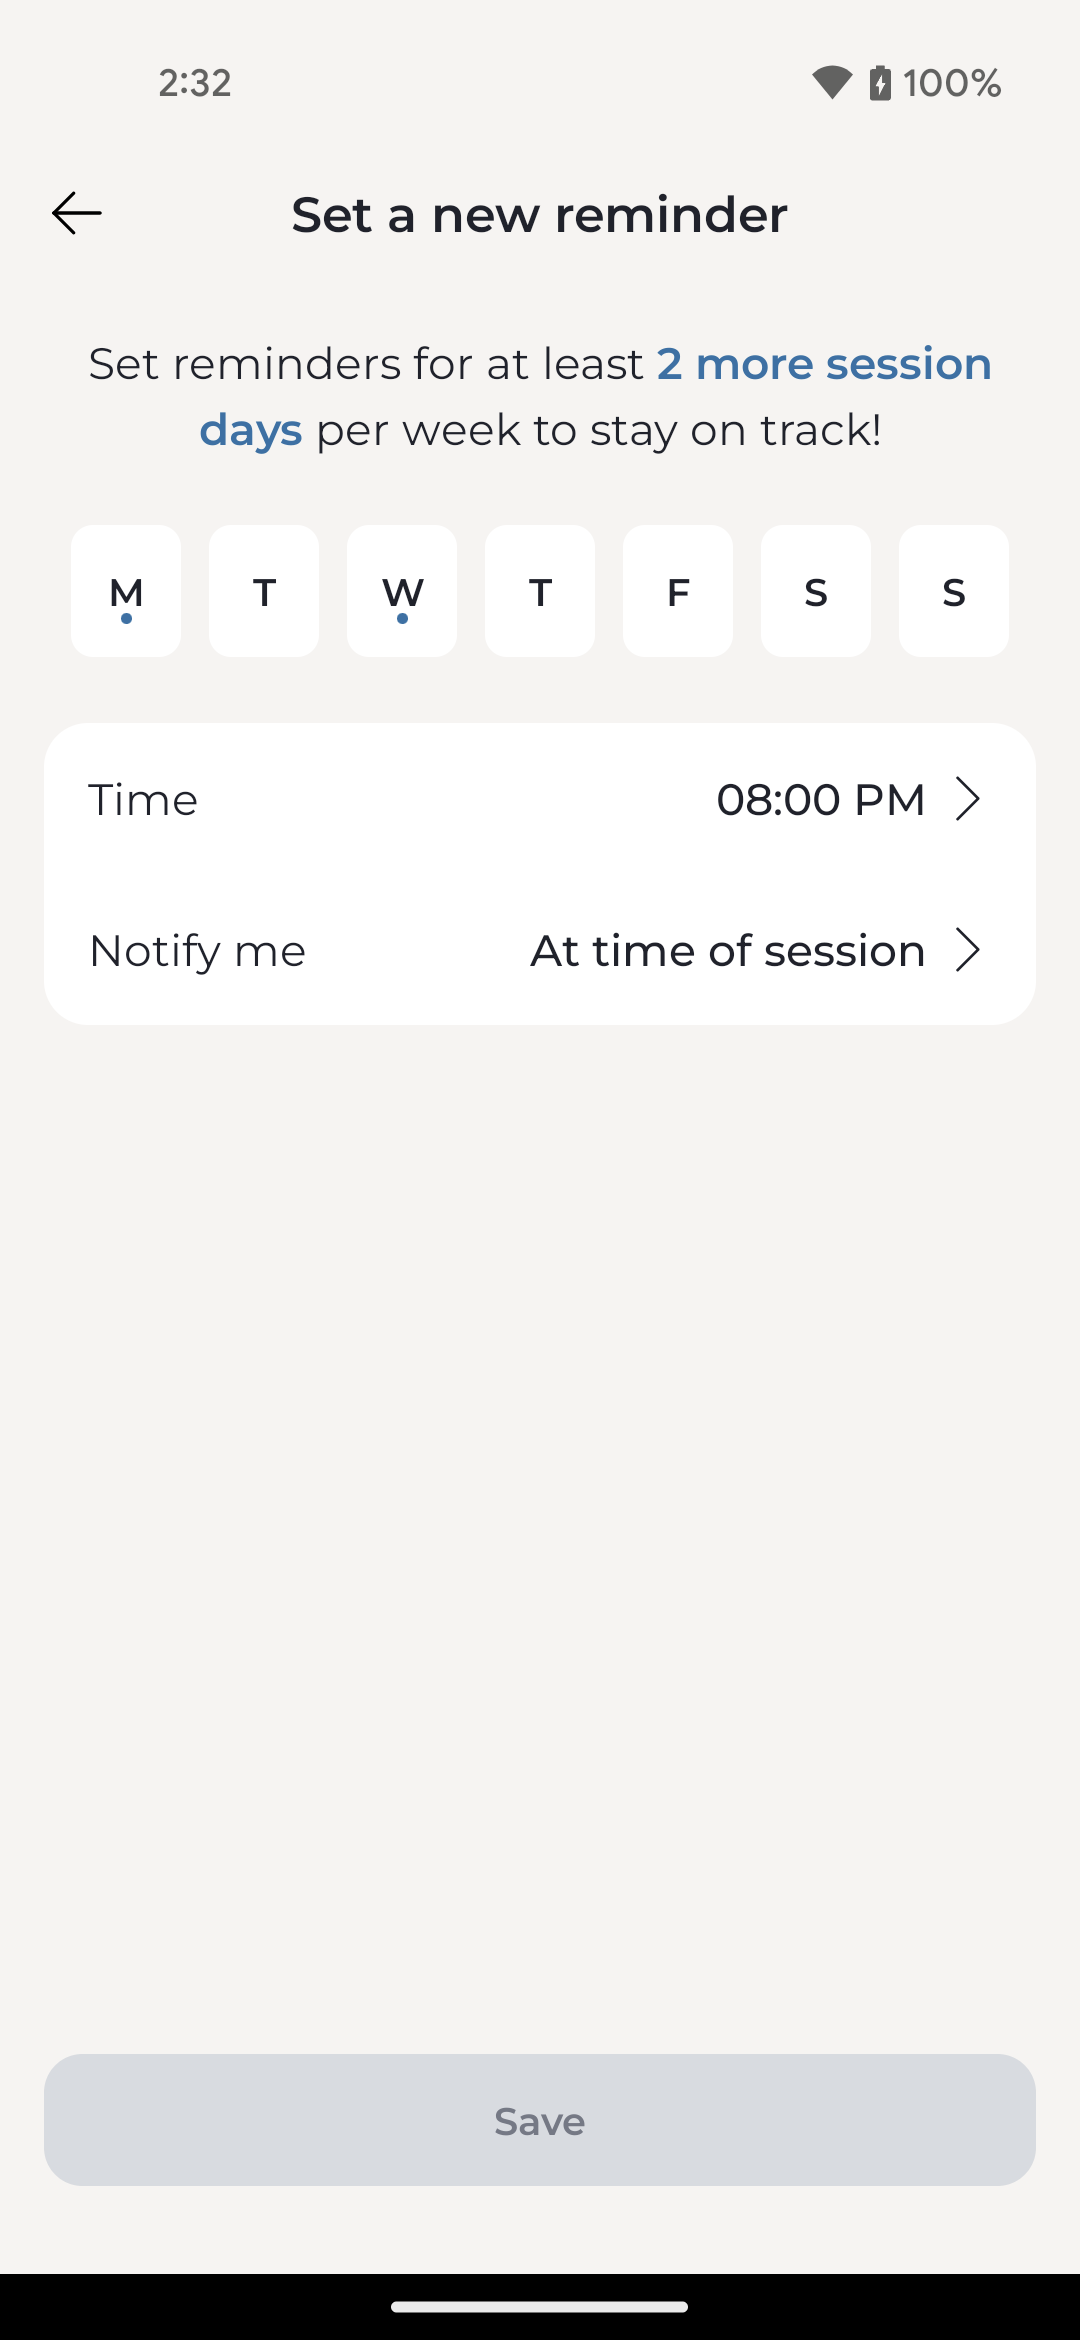 2:32 100%
Set a new reminder
Set reminders for at least 2 more session
days per week to stay on track!
M T W T F S S
Time 08:00 PM
Notify me At time of session
Save